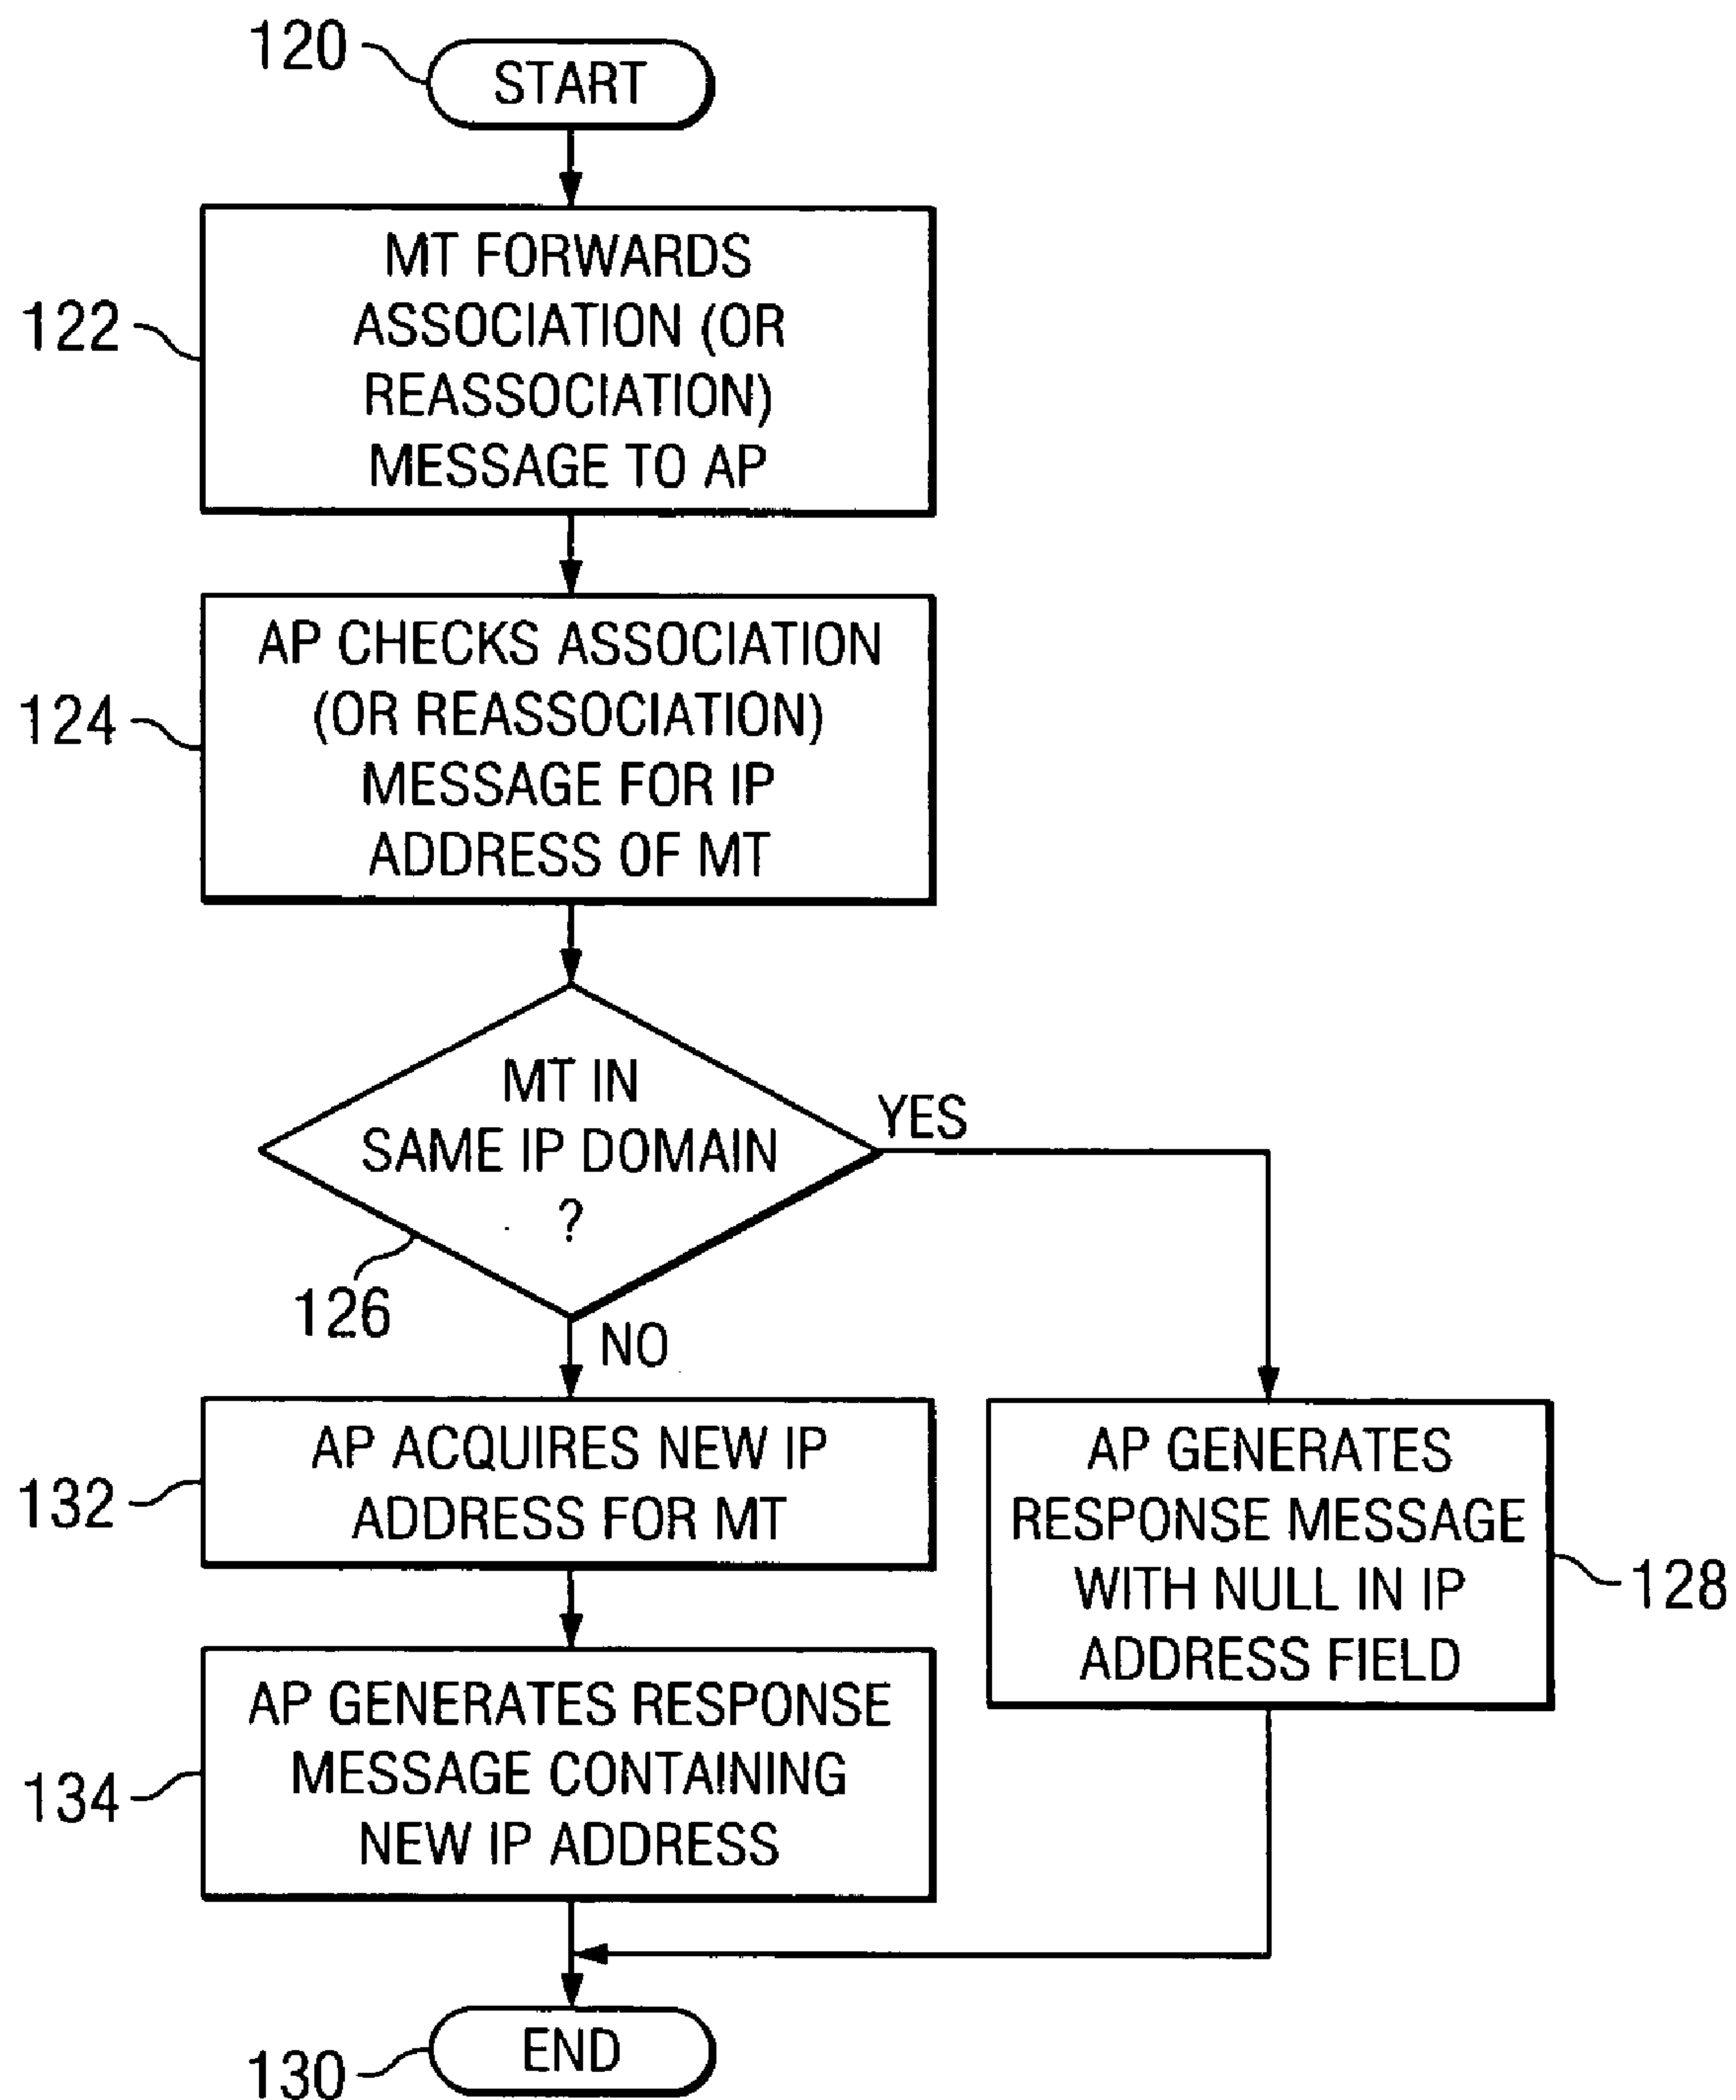 120
START
122
MT FORWARDS
ASSOCIATION (OR
REASSOCIATION)
MESSAGE TO AP
124
AP CHECKS ASSOCIATION
(OR REASSOCIATION)
MESSAGE FOR IP
ADDRESS OF MT
MT IN
SAME IP DOMAIN
?
YES
126
NO
132
AP ACQUIRES NEW IP
ADDRESS FOR MT
AP GENERATES
RESPONSE MESSAGE
WITH NULL IN IP
ADDRESS FIELD
128
134
AP GENERATES RESPONSE
MESSAGE CONTAINING
NEW IP ADDRESS
130
END